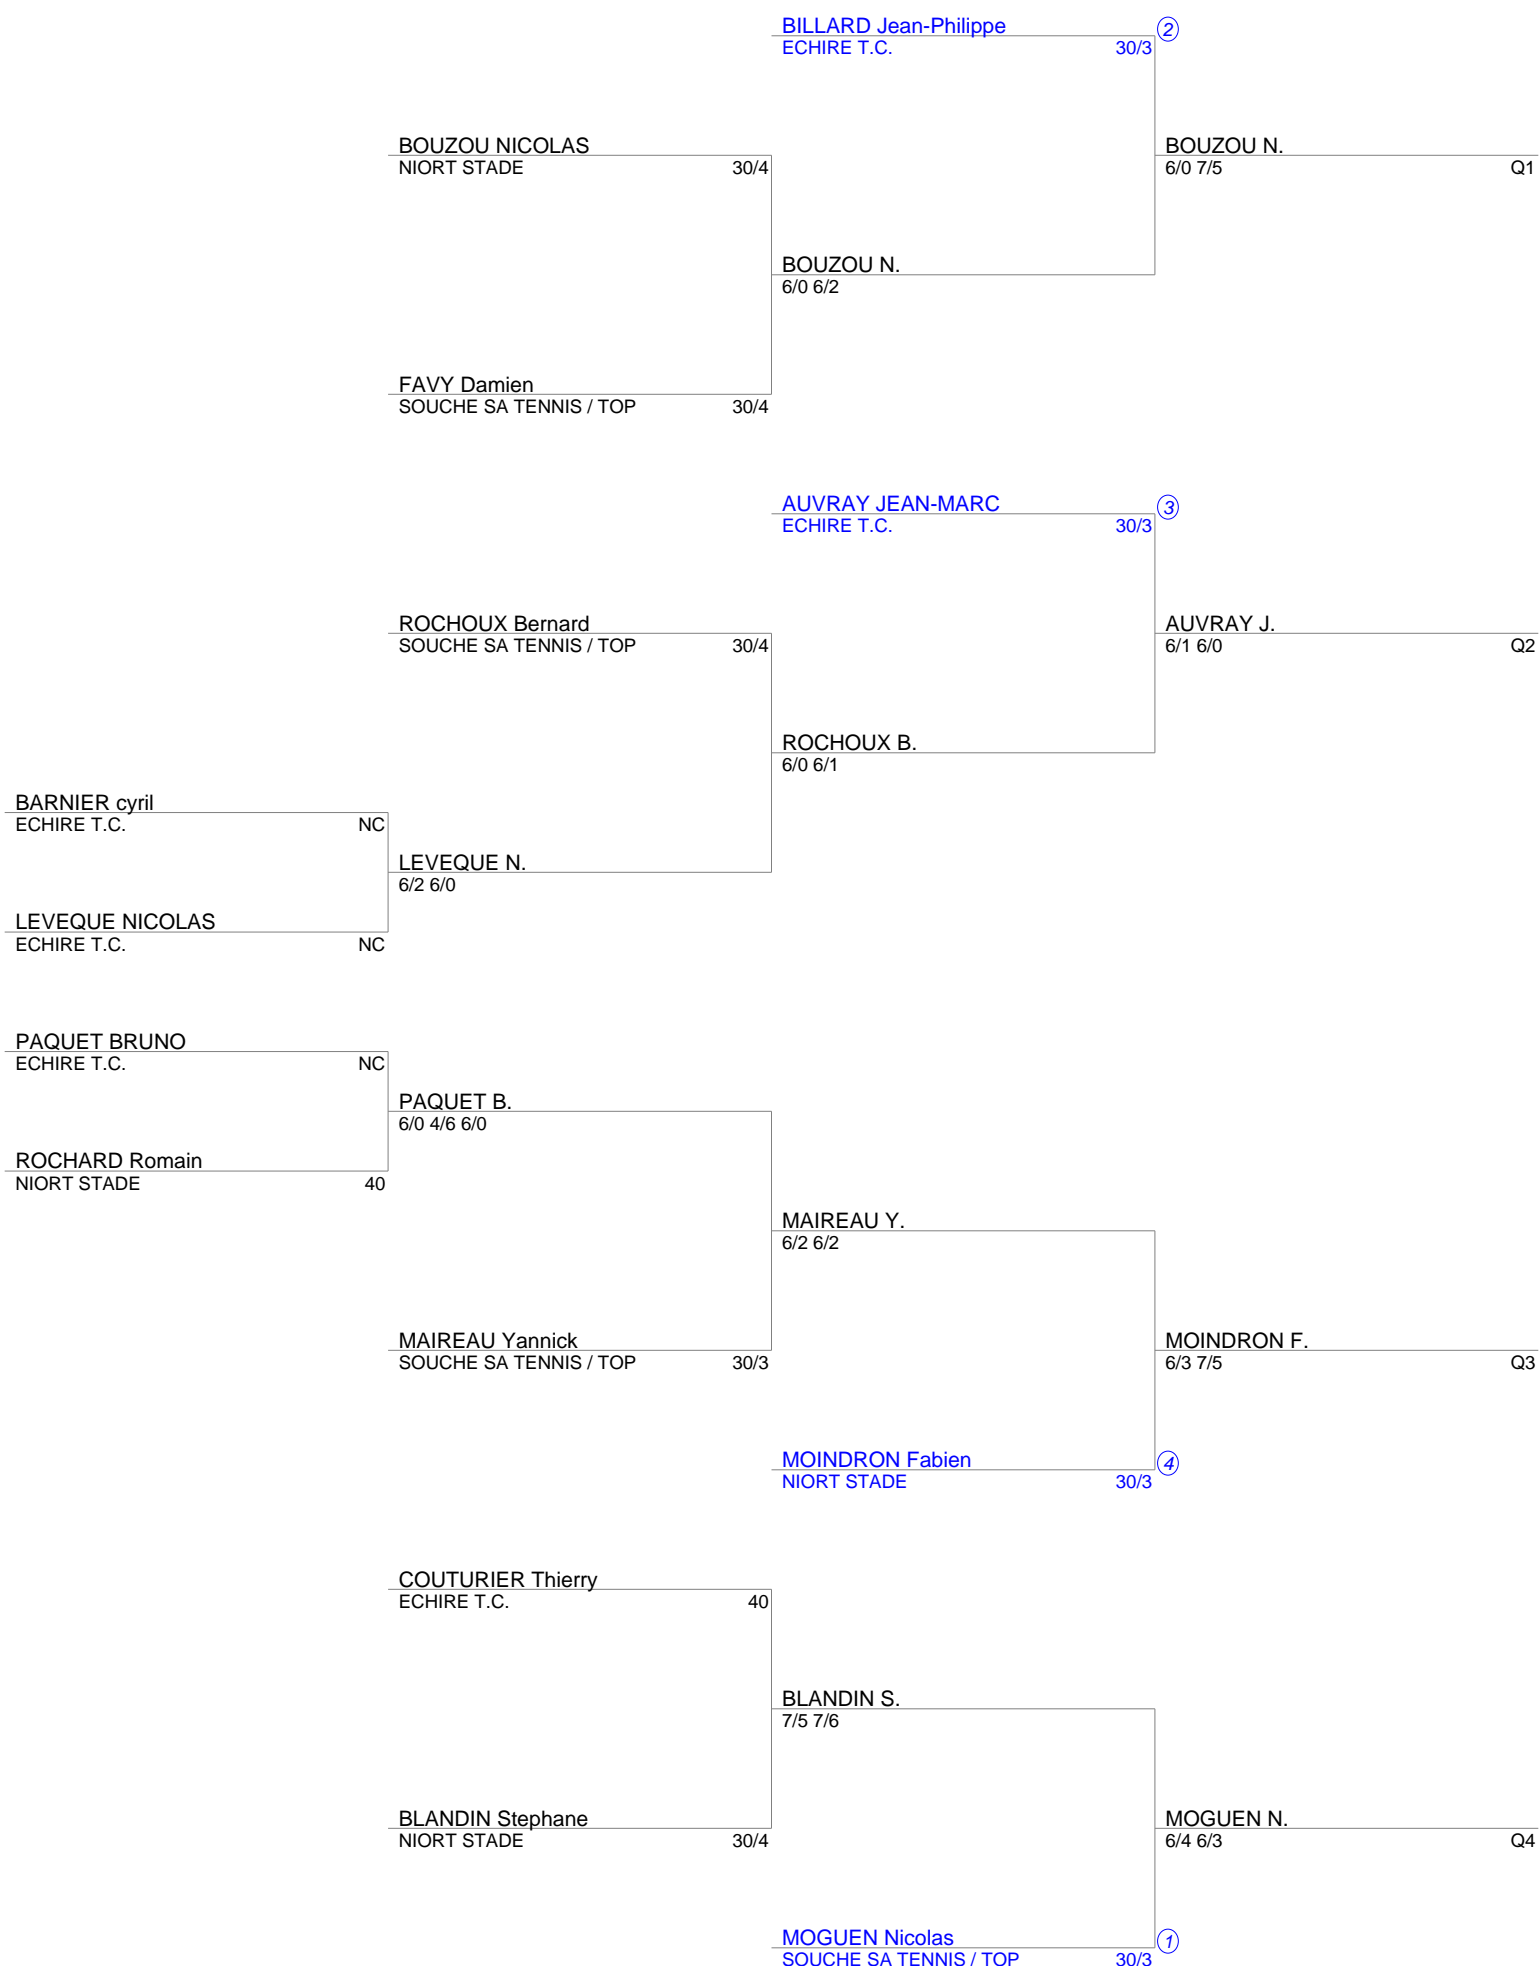 BILLARD Jean-Philippe 2
ECHIRE T.C. 30/3
BOUZOU NICOLAS
NIORT STADE 30/4
BOUZOU N.
6/0 7/5 Q1
BOUZOU N.
6/0 6/2
FAVY Damien
SOUCHE SA TENNIS / TOP 30/4
AUVRAY JEAN-MARC 3
ECHIRE T.C. 30/3
ROCHOUX Bernard
SOUCHE SA TENNIS / TOP 30/4
AUVRAY J.
6/1 6/0 Q2
ROCHOUX B.
6/0 6/1
BARNIER cyril
ECHIRE T.C. NC
LEVEQUE N.
6/2 6/0
LEVEQUE NICOLAS
ECHIRE T.C. NC
PAQUET BRUNO
ECHIRE T.C. NC
PAQUET B.
6/0 4/6 6/0
ROCHARD Romain
NIORT STADE 40
MAIREAU Y.
6/2 6/2
MAIREAU Yannick
SOUCHE SA TENNIS / TOP 30/3
MOINDRON F.
6/3 7/5 Q3
MOINDRON Fabien 4
NIORT STADE 30/3
COUTURIER Thierry
ECHIRE T.C. 40
BLANDIN S.
7/5 7/6
BLANDIN Stephane
NIORT STADE 30/4
MOGUEN N.
6/4 6/3 Q4
MOGUEN Nicolas 1
SOUCHE SA TENNIS / TOP 30/3